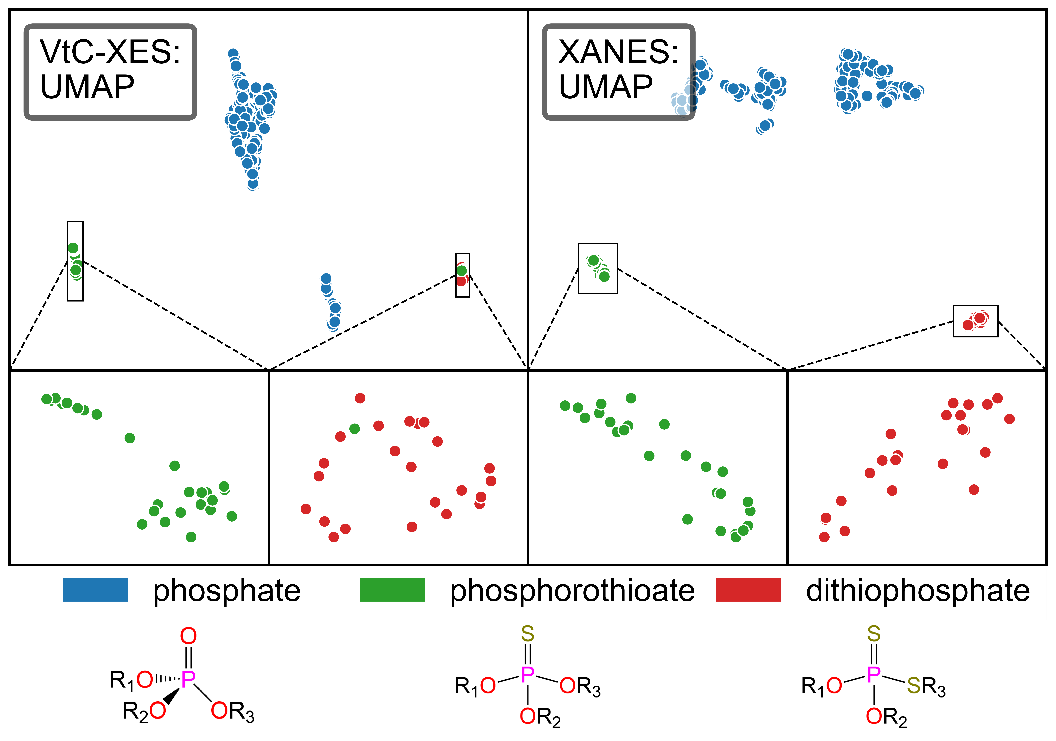 VtC-XES:
UMAP
XANES:
UMAP
phosphate
phosphorothioate
dithiophosphate
O
R₁O P
R₂O OR₃
S
R₁O P OR₃
OR₂
S
R₁O P SR₃
OR₂